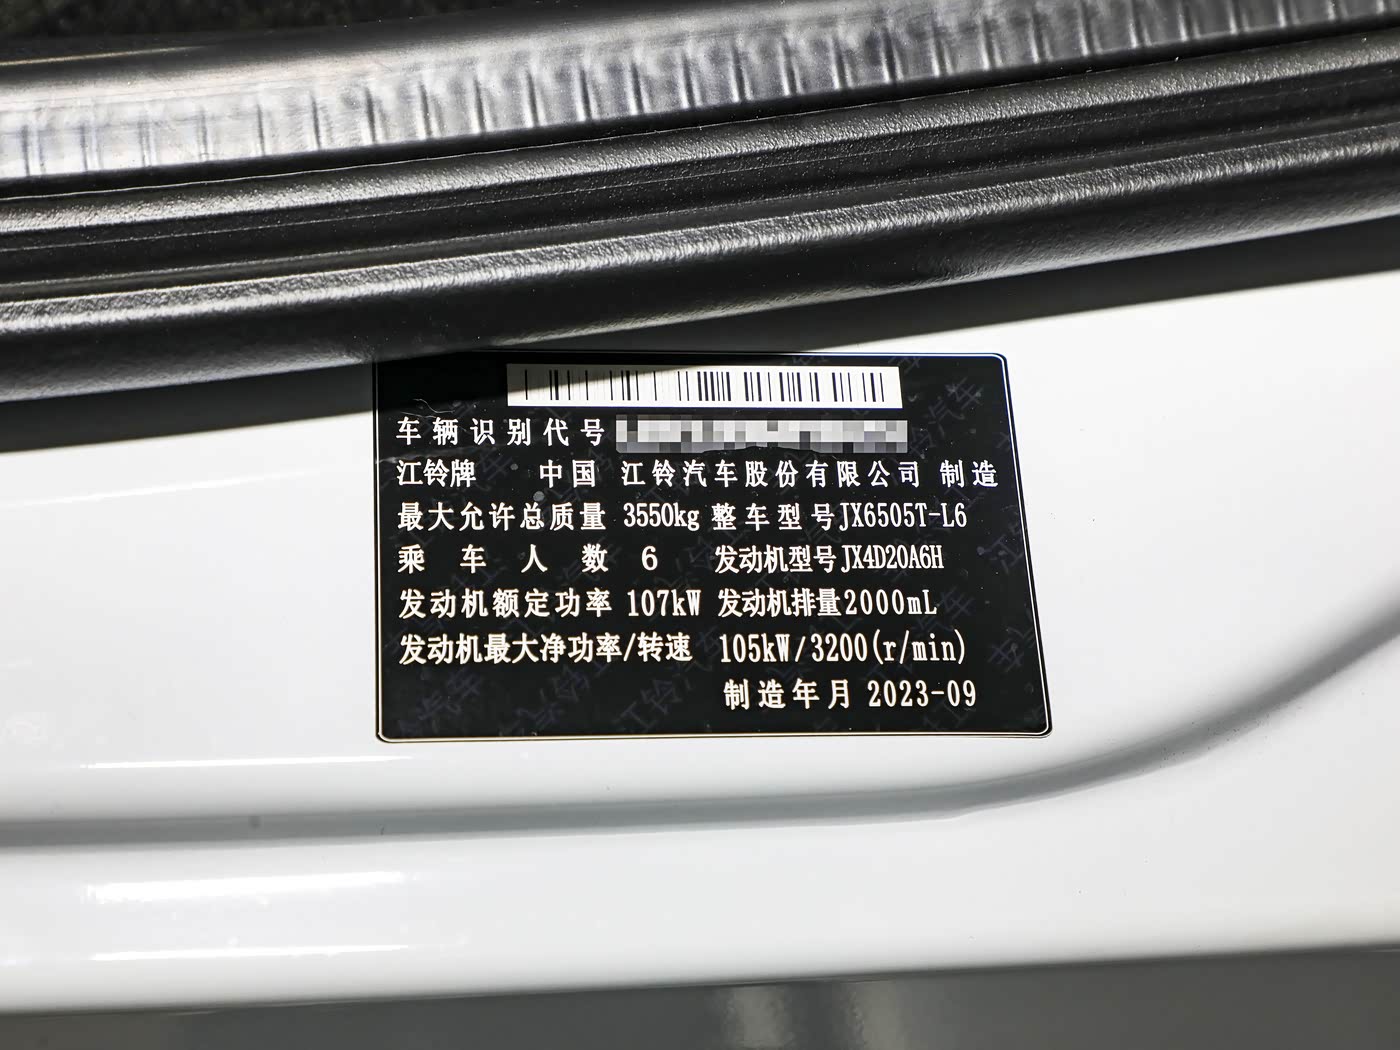 车辆识别代号
江铃牌 中国 江铃汽车股份有限公司 制造
最大允许总质量 3550kg 整车型号JX6505T-L6
乘车人数 6 发动机型号JX4D20A6H
发动机额定功率 107kW 发动机排量2000mL
发动机最大净功率/转速 105kW/3200(r/min)
制造年月 2023-09